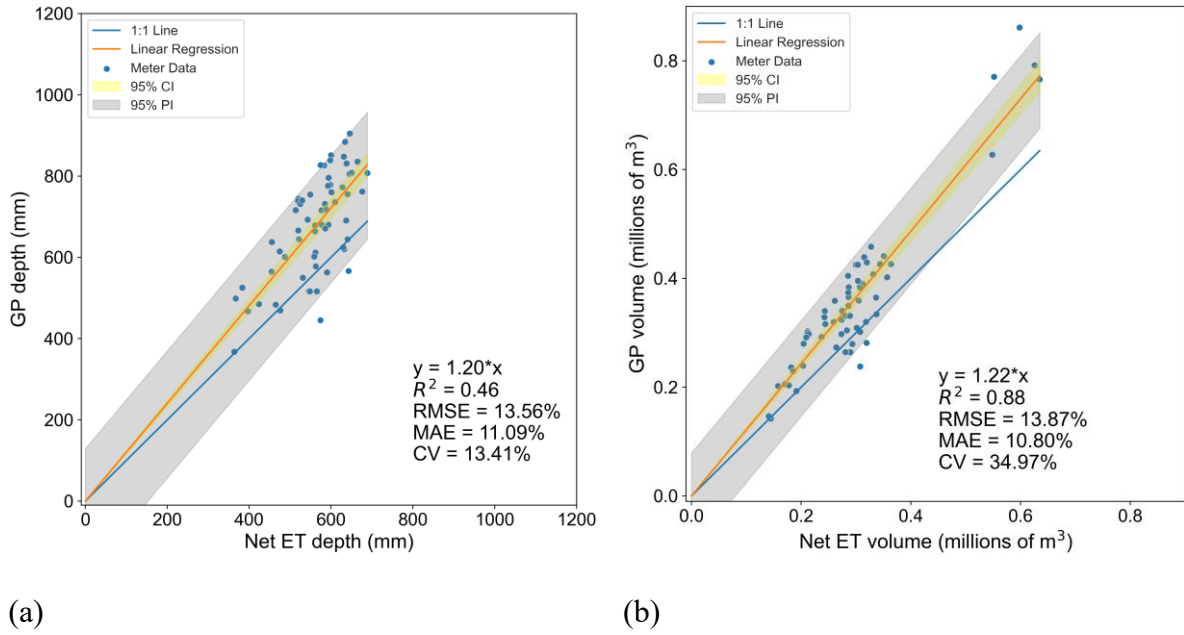 1200
1000
800
600
400
200
0
GP depth (mm)
1:1 Line
Linear Regression
Meter Data
95% CI
95% PI
y = 1.20*x
R² = 0.46
RMSE = 13.56%
MAE = 11.09%
CV = 13.41%
0 200 400 600 800 1000 1200
Net ET depth (mm)
(a)
0.8
0.6
0.4
0.2
0.0
GP volume (millions of m³)
1:1 Line
Linear Regression
Meter Data
95% CI
95% PI
y = 1.22*x
R² = 0.88
RMSE = 13.87%
MAE = 10.80%
CV = 34.97%
0.0 0.2 0.4 0.6 0.8
Net ET volume (millions of m³)
(b)